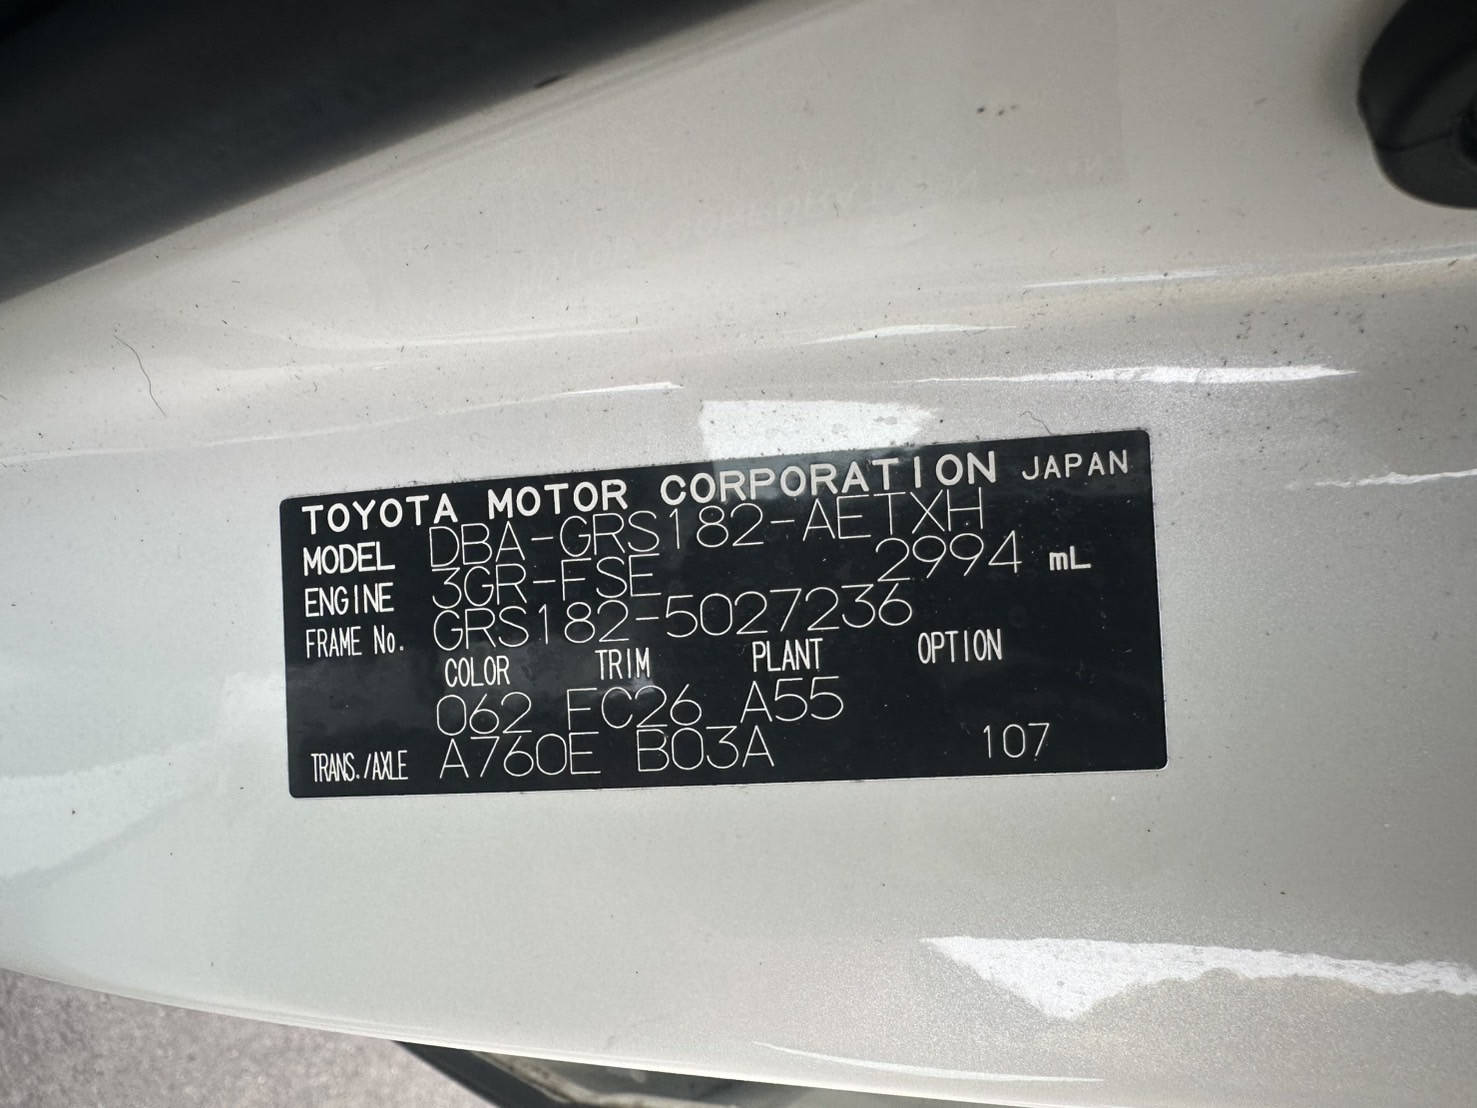 TOYOTA MOTOR CORPORATION JAPAN
MODEL DBA-GRS182-AETXH
ENGINE 3GR-FSE 2994 mL
FRAME No. GRS182-5027236
COLOR TRIM PLANT OPTION
062 FC26 A55
TRANS./AXLE A760E B03A 107